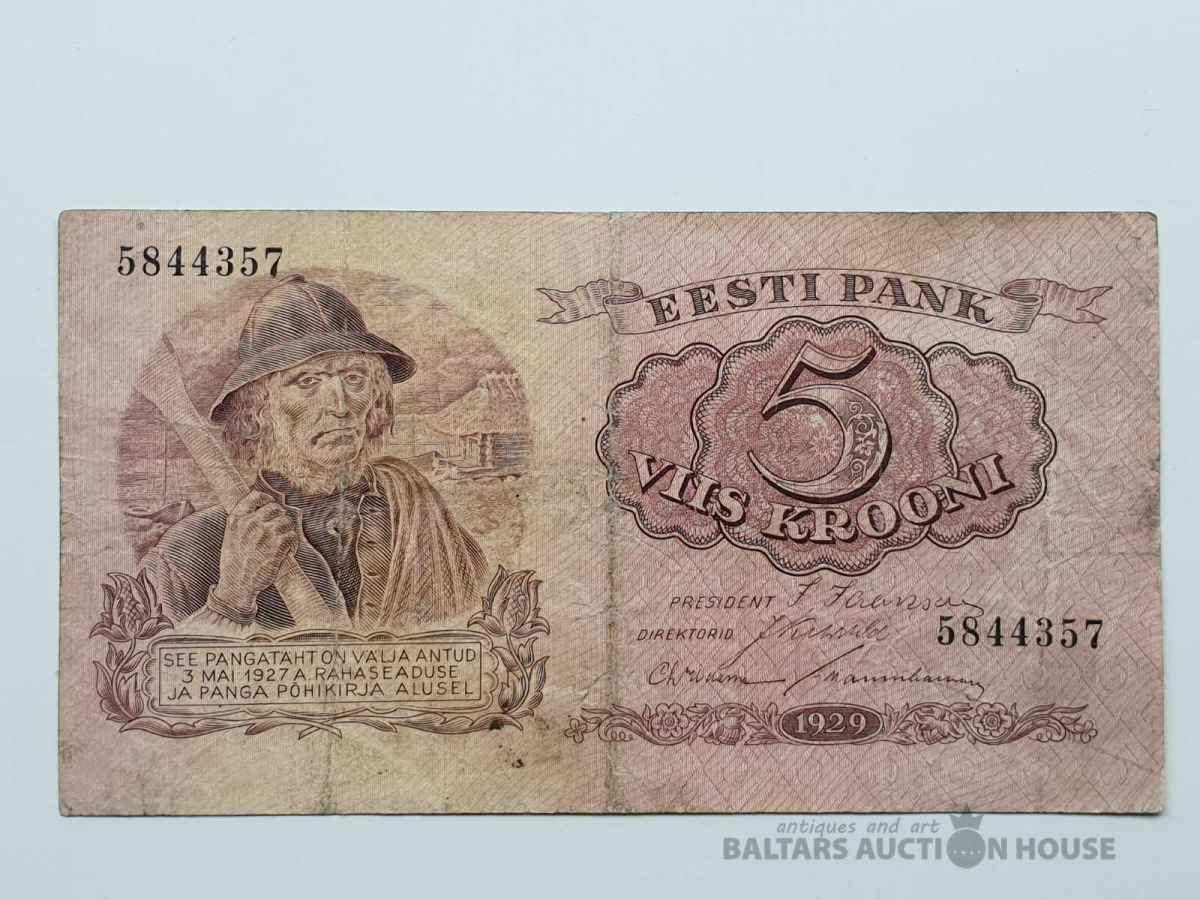 5844357
EESTI PANK
5
VIIS KROONI
PRESIDENT
DIREKTORID
5844357
SEE PANGATÄHT ON VÄLJA ANTUD
3 MAI 1927 A. RAHASEADUSE
JA PANGA PÕHIKIRJA ALUSEL
1929
antiques and art
BALTARS AUCTION HOUSE